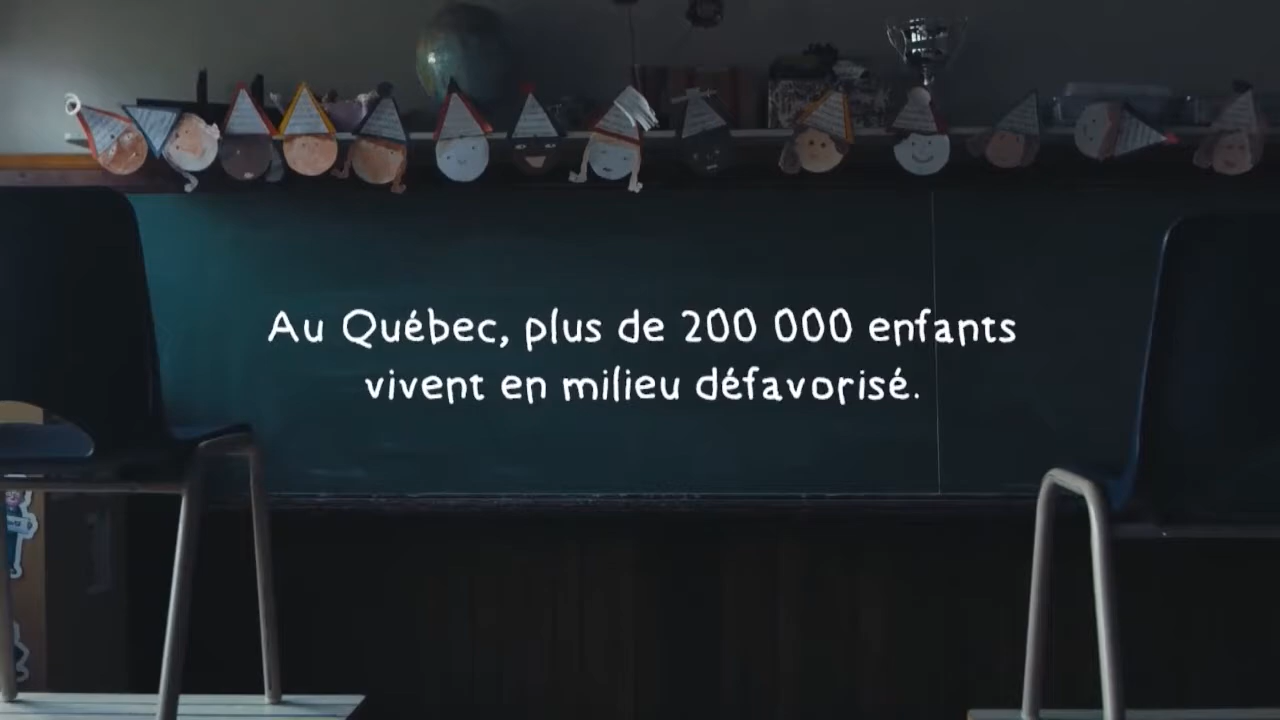 Au Québec, plus de 200 000 enfants
vivent en milieu défavorisé.